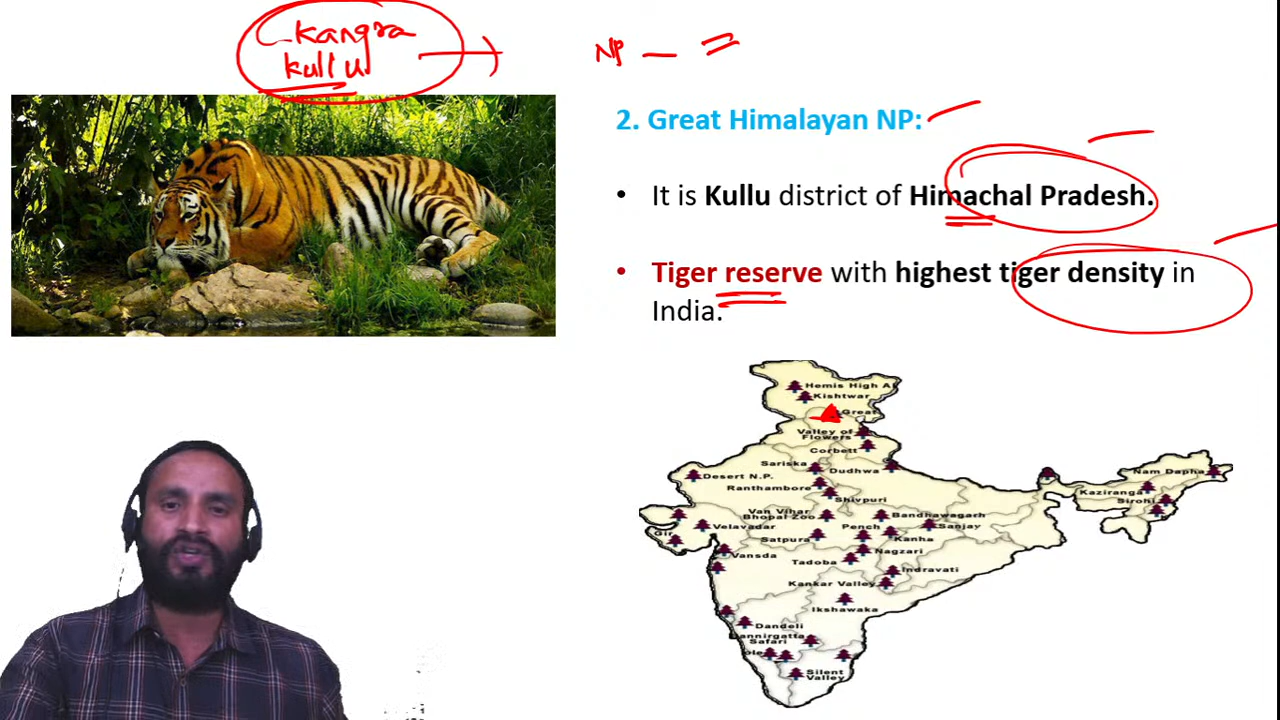 kangra
kullu
NP
2. Great Himalayan NP:
• It is Kullu district of Himachal Pradesh.
• Tiger reserve with highest tiger density in
India.
Hemis High Al
Kishtwar
Great
Valley of
Flowers
Corbett
Sariska
Dudhwa
Desert N.P.
Ranthambore
Shivpuri
Nam Dapha
Kaziranga
Sirohi
Van Vihar
Bhopal Zoo
Bandhawagarh
Velavadar
Pench
Sanjay
Gir
Satpura
Kanha
Vansda
Nagzari
Tadoba
Indravati
Kankar Valley
Ikshawaka
Dandeli
Bannirgatta
Safari
ole
Silent
Valley